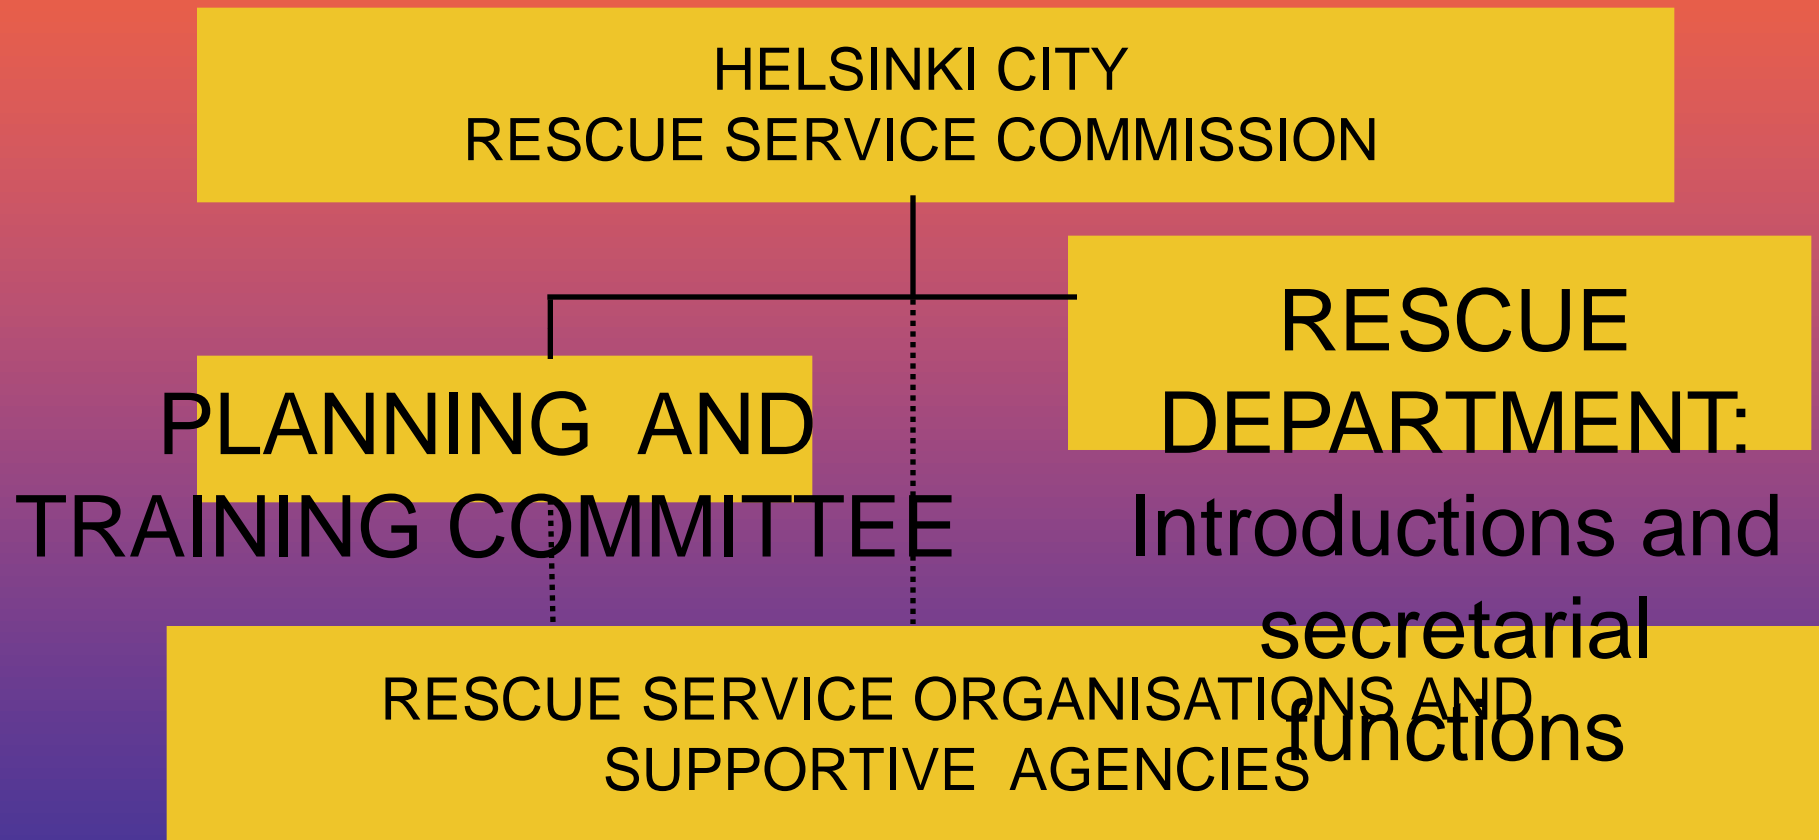 HELSINKI CITY
RESCUE SERVICE COMMISSION
PLANNING AND
TRAINING COMMITTEE
RESCUE
DEPARTMENT:
Introductions and
secretarial
functions
RESCUE SERVICE ORGANISATIONS AND
SUPPORTIVE AGENCIES